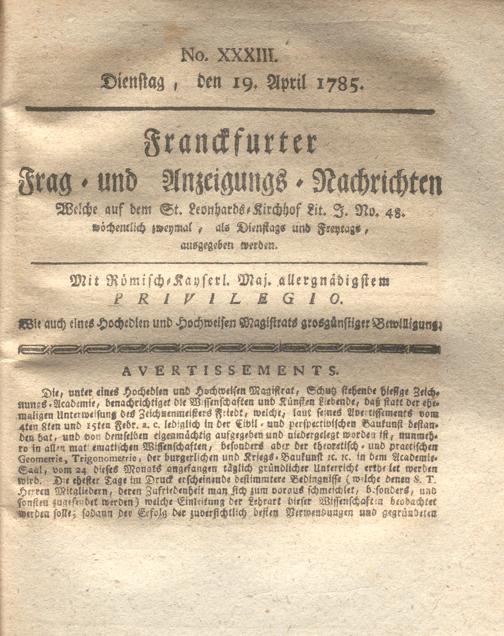 No. XXXIII.
Dienstag, den 19. April 1785.
Franckfurter
Frag- und Anzeigungs-Nachrichten
Welche auf dem St. Leonhards-Kirchhof Lit. J. No. 48.
wöchentlich zweymal, als Dienstags und Freytags,
ausgegeben werden.
Mit Römisch-Kayserl. Maj. allergnädigstem
PRIVILEGIO.
Wie auch eines Hochedlen und Hochweisen Magistrats grosgünstiger Bewilligung.
AVERTISSEMENTS.
Die, unter eines Hochedlen und Hochweisen Magistrat, Schutz stehende hiesige Zeich-
nungs-Academie, benachrichtiget die Wissenschaften und Künsten Liebende, daß statt der ehe-
maligen Unterweisung des Zeichnenmeisters Friedt, welche, laut seines Avertissements vom
4ten 8ten und 15ten Febr. a. c. lediglich in der Civil- und perspectivischen Baukunst bestan-
den hat, und von demselben eigenmächtig aufgegeben und niedergelegt worden ist, nunmeh-
ro in allen mathematischen Wissenschaften, besonders aber der theoretisch- und practischen
Geometrie, Trigonometrie, der burgerlichen und Kriegs-Baukunst ꝛc. ꝛc. in dem Academie-
Saal, vom 24 dieses Monats angefangen täglich gründlicher Unterricht ertheilet werden
wird. Die ehester Tage im Druck erscheinende bestimmtere Bedingnisse (welche denen S. T.
Herren Mitgliedern, deren Zufriedenheit man sich zum voraus schmeichlet, besonders, und
sonsten zugesendet werden) welche Einleitung der Lehrart dieser Wissenschaften beobachtet
werden solle; sodann der Erfolg der zuversichtlich besten Verwendungen und gegründeten